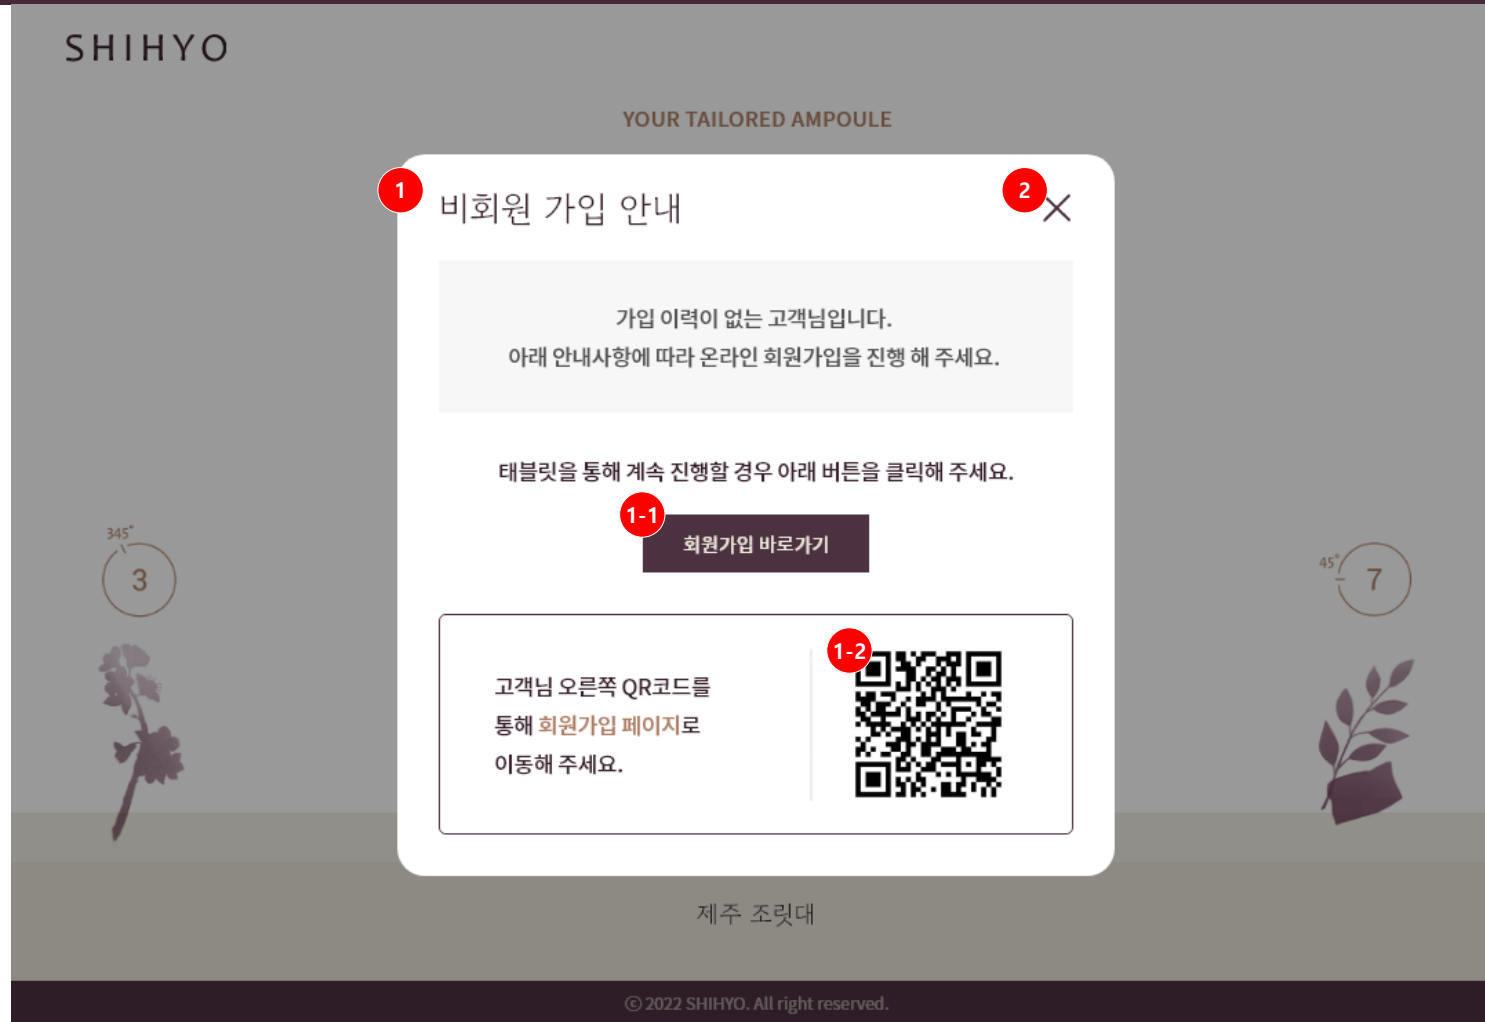 SHIHYO
YOUR TAILORED AMPOULE
1
비회원 가입 안내
2
가입 이력이 없는 고객님입니다.
아래 안내사항에 따라 온라인 회원가입을 진행 해 주세요.
태블릿을 통해 계속 진행할 경우 아래 버튼을 클릭해 주세요.
1-1
회원가입 바로가기
345°
3
45°
7
1-2
고객님 오른쪽 QR코드를
통해 회원가입 페이지로
이동해 주세요.
제주 조릿대
ⓒ 2022 SHIHYO. All right reserved.